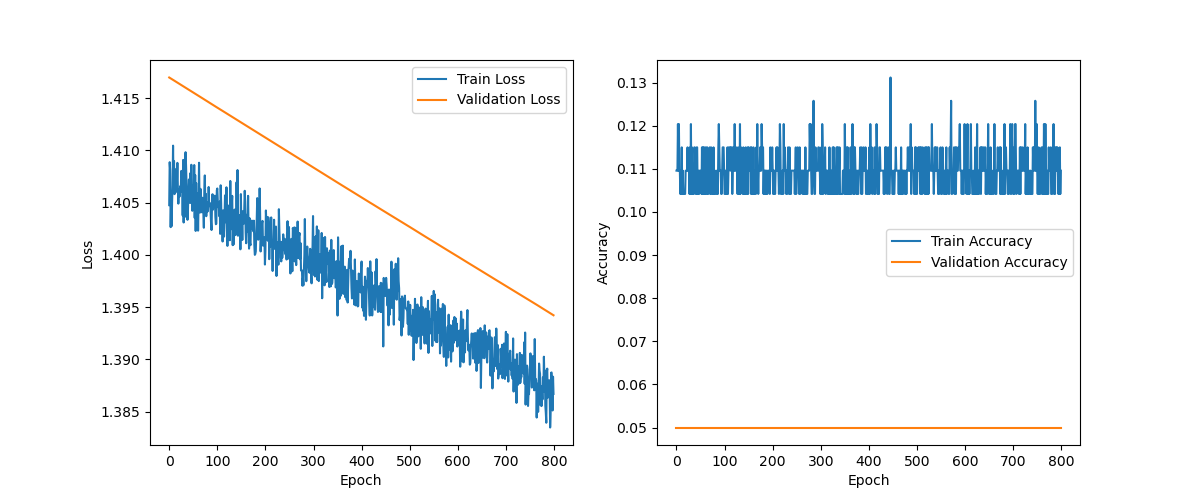 Train Loss
Validation Loss
1.415
1.410
1.405
1.400
1.395
1.390
1.385
Loss
0 100 200 300 400 500 600 700 800
Epoch
0.13
0.12
0.11
0.10
0.09
0.08
0.07
0.06
0.05
Accuracy
Train Accuracy
Validation Accuracy
0 100 200 300 400 500 600 700 800
Epoch